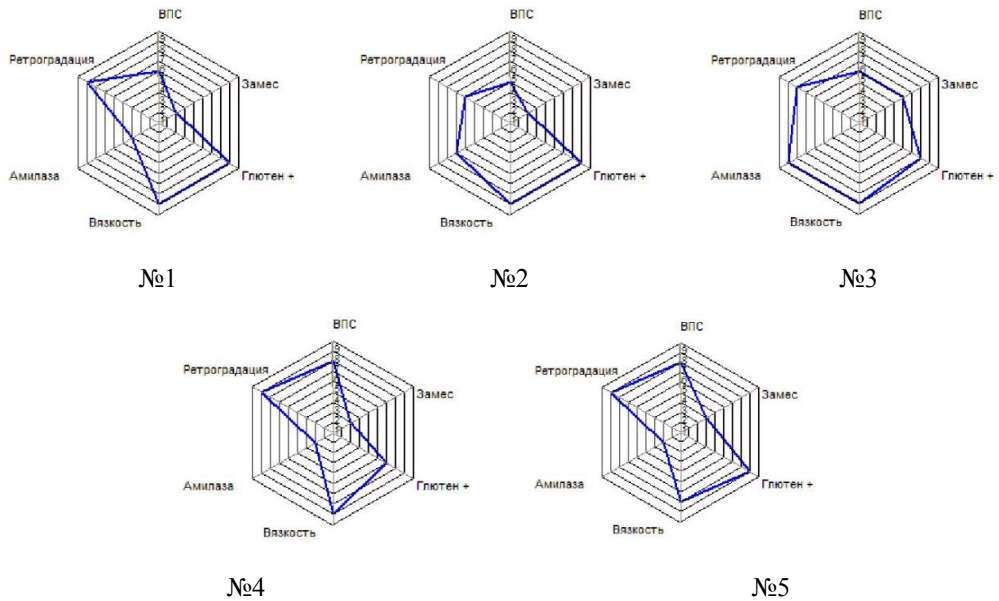 ВПС
Ретроградация
Замес
Амилаза
Глютен +
Вязкость
№1
ВПС
Ретроградация
Замес
Амилаза
Глютен +
Вязкость
№2
ВПС
Ретроградация
Замес
Амилаза
Глютен +
Вязкость
№3
ВПС
Ретроградация
Замес
Амилаза
Глютен +
Вязкость
№4
ВПС
Ретроградация
Замес
Амилаза
Глютен +
Вязкость
№5